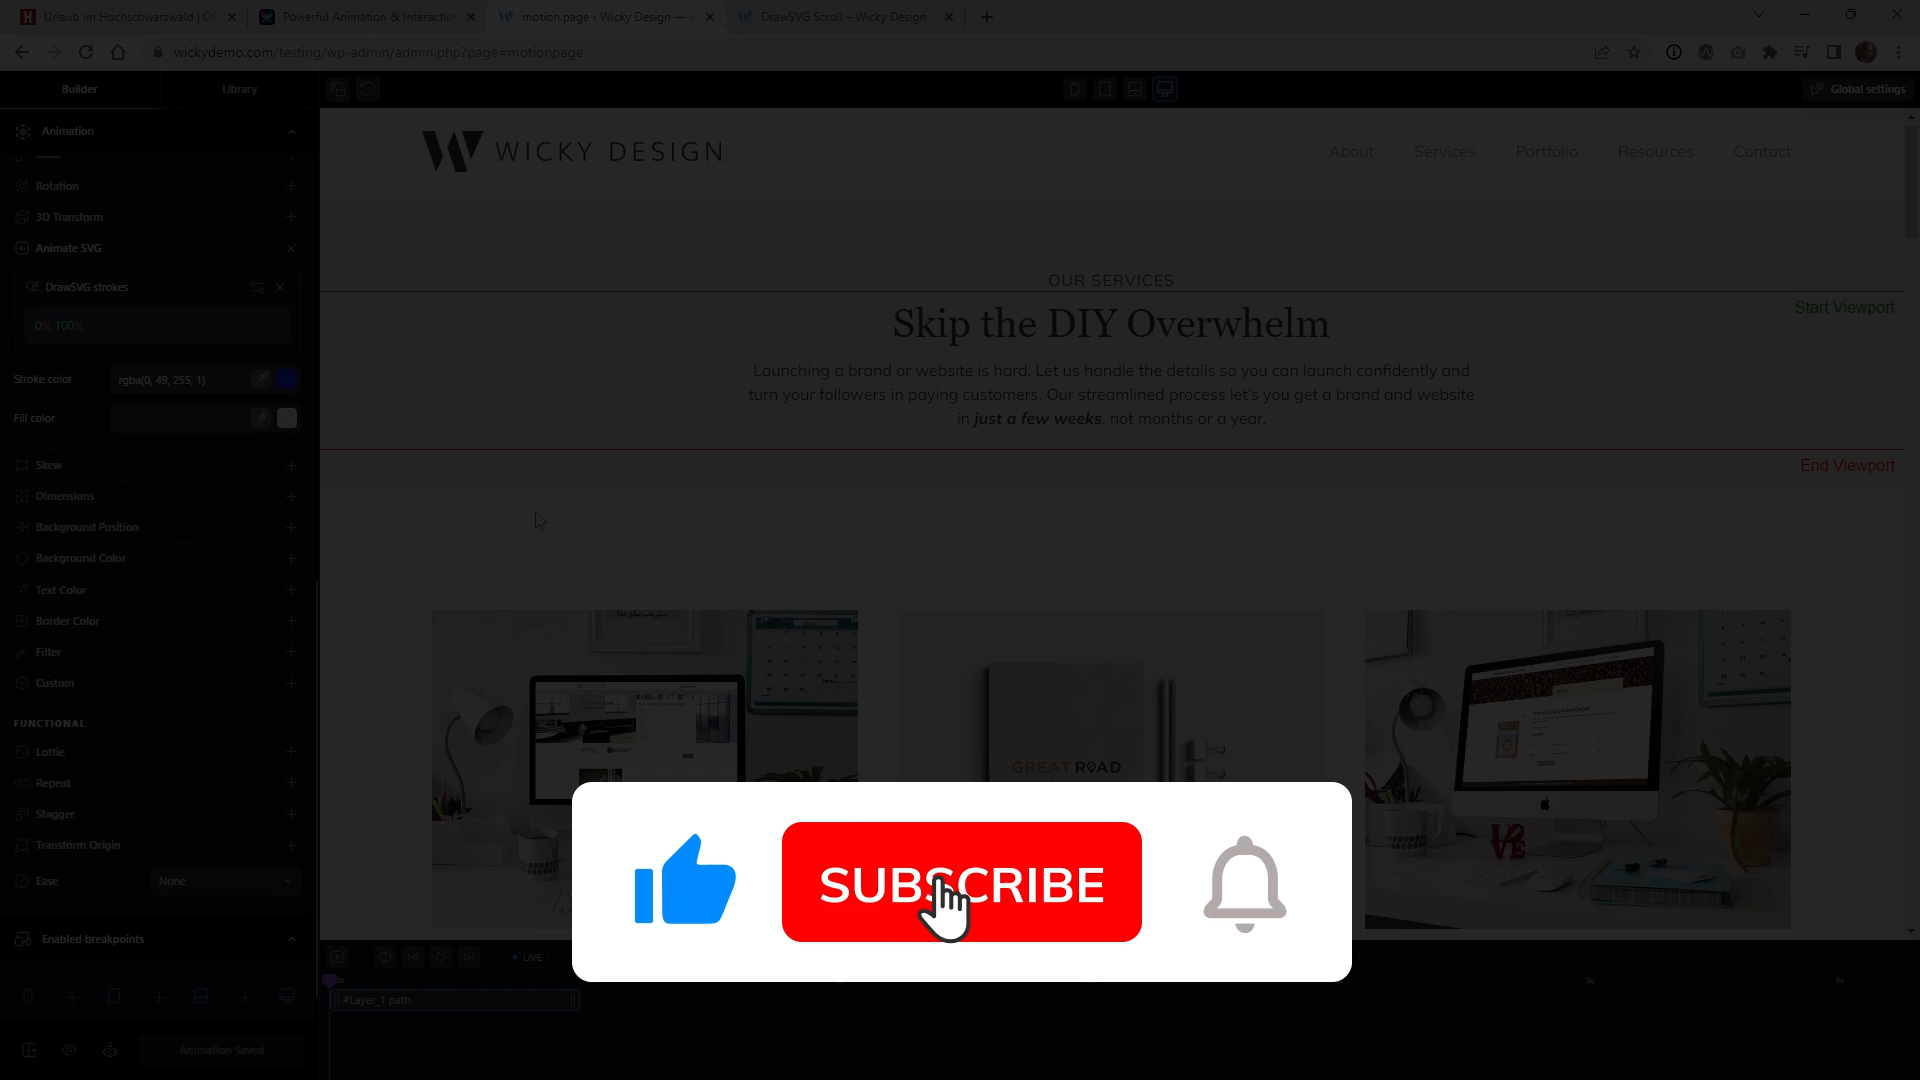 Urlaub im Hochschwarzwald | Of
Powerful Animation & Interactio
motion.page ‹ Wicky Design —
DrawSVG Scroll – Wicky Design
wickydemo.com/testing/wp-admin/admin.php?page=motionpage
Builder
Library
Global settings
Animation
Rotation
3D Transform
Animate SVG
DrawSVG strokes
0% 100%
Stroke color
rgba(0, 49, 255, 1)
Fill color
Skew
Dimensions
Background Position
Background Color
Text Color
Border Color
Filter
Custom
FUNCTIONAL
Lottie
Repeat
Stagger
Transform Origin
Ease
None
Enabled breakpoints
Animation Saved
WICKY DESIGN
About
Services
Portfolio
Resources
Contact
OUR SERVICES
Start Viewport
Skip the DIY Overwhelm
Launching a brand or website is hard. Let us handle the details so you can launch confidently and
turn your followers in paying customers. Our streamlined process let's you get a brand and website
in just a few weeks, not months or a year.
End Viewport
GREAT ROAD
LOVE
SUBSCRIBE
LIVE
0s
5s
6s
#Layer_1 path